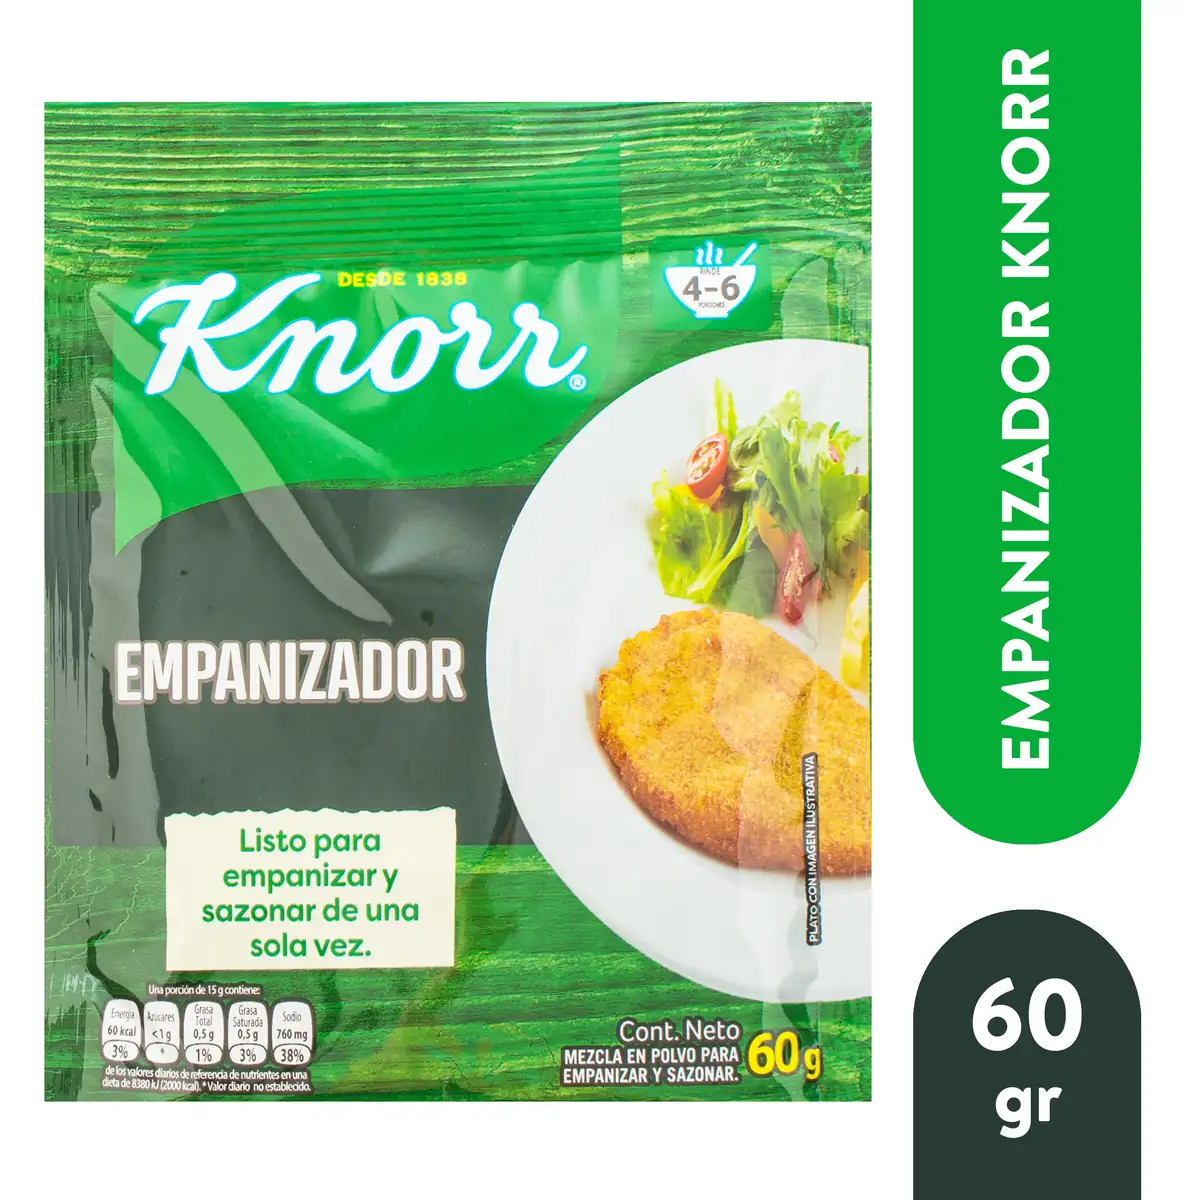 DESDE 1838
Knorr®
RINDE
4-6
PORCIONES
EMPANIZADOR
Listo para
empanizar y
sazonar de una
sola vez.
PLATO CON IMAGEN ILUSTRATIVA
Una porción de 15 g contiene:
Energía
60 kcal
3%
Azúcares
<1 g
*
Grasa
Total
0,5 g
1%
Grasa
Saturada
0,5 g
3%
Sodio
760 mg
38%
de los valores diarios de referencia de nutrientes en una
dieta de 8380 kJ (2000 kcal). *Valor diario no establecido.
Cont. Neto
MEZCLA EN POLVO PARA
EMPANIZAR Y SAZONAR.
60g
EMPANIZADOR KNORR
60
gr